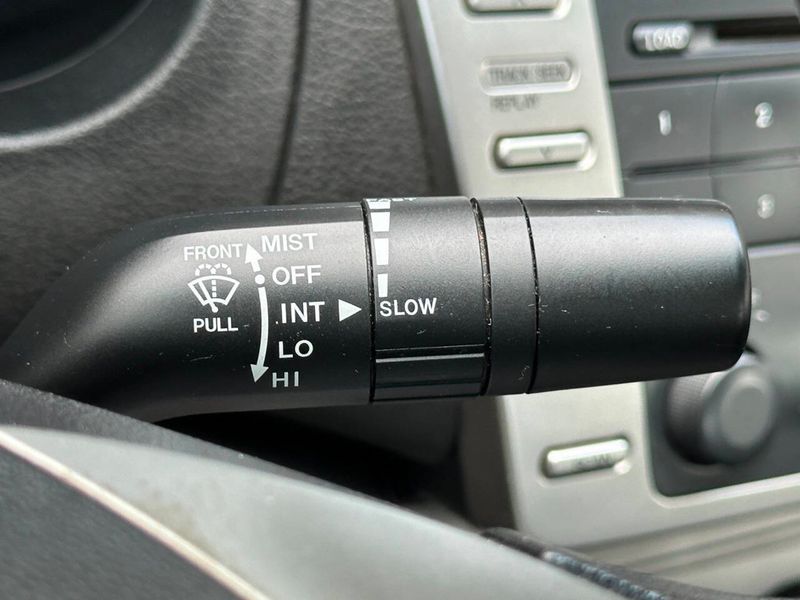 LOAD
TRACK SEEK
REPLAY
1
2
FRONT MIST
OFF
PULL
INT SLOW
LO
HI